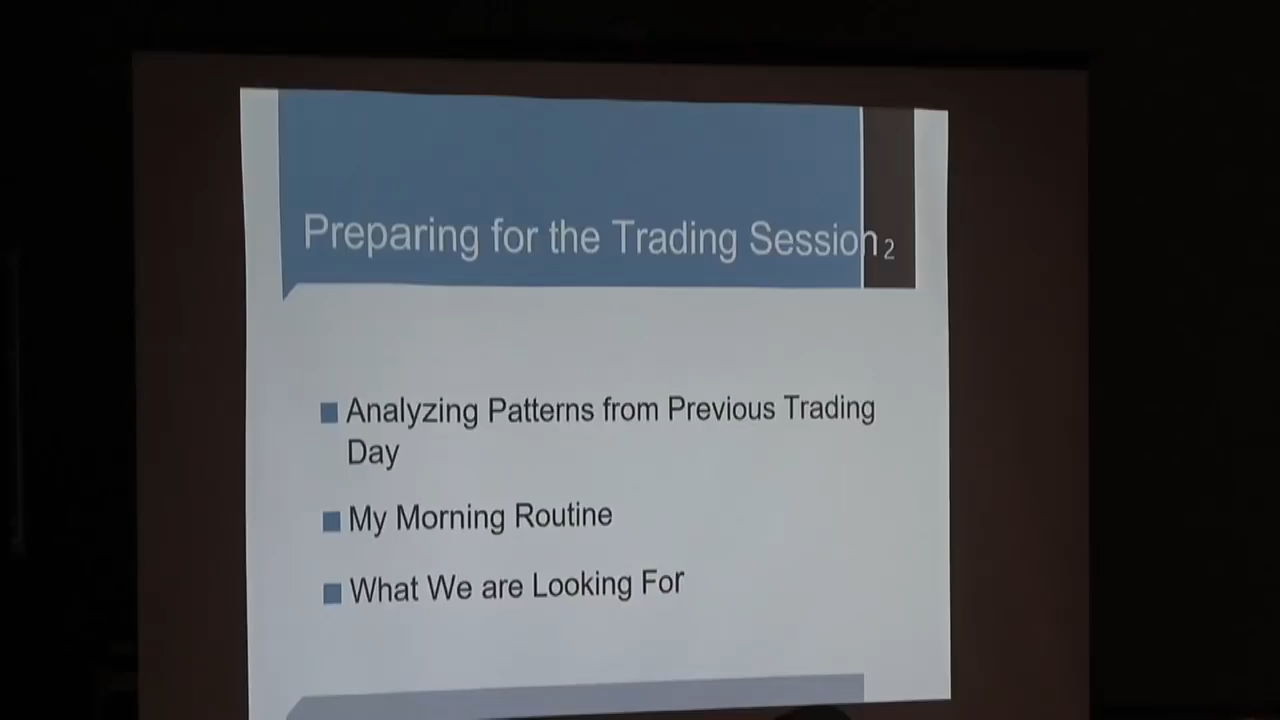 Preparing for the Trading Session 2
Analyzing Patterns from Previous Trading
Day
My Morning Routine
What We are Looking For